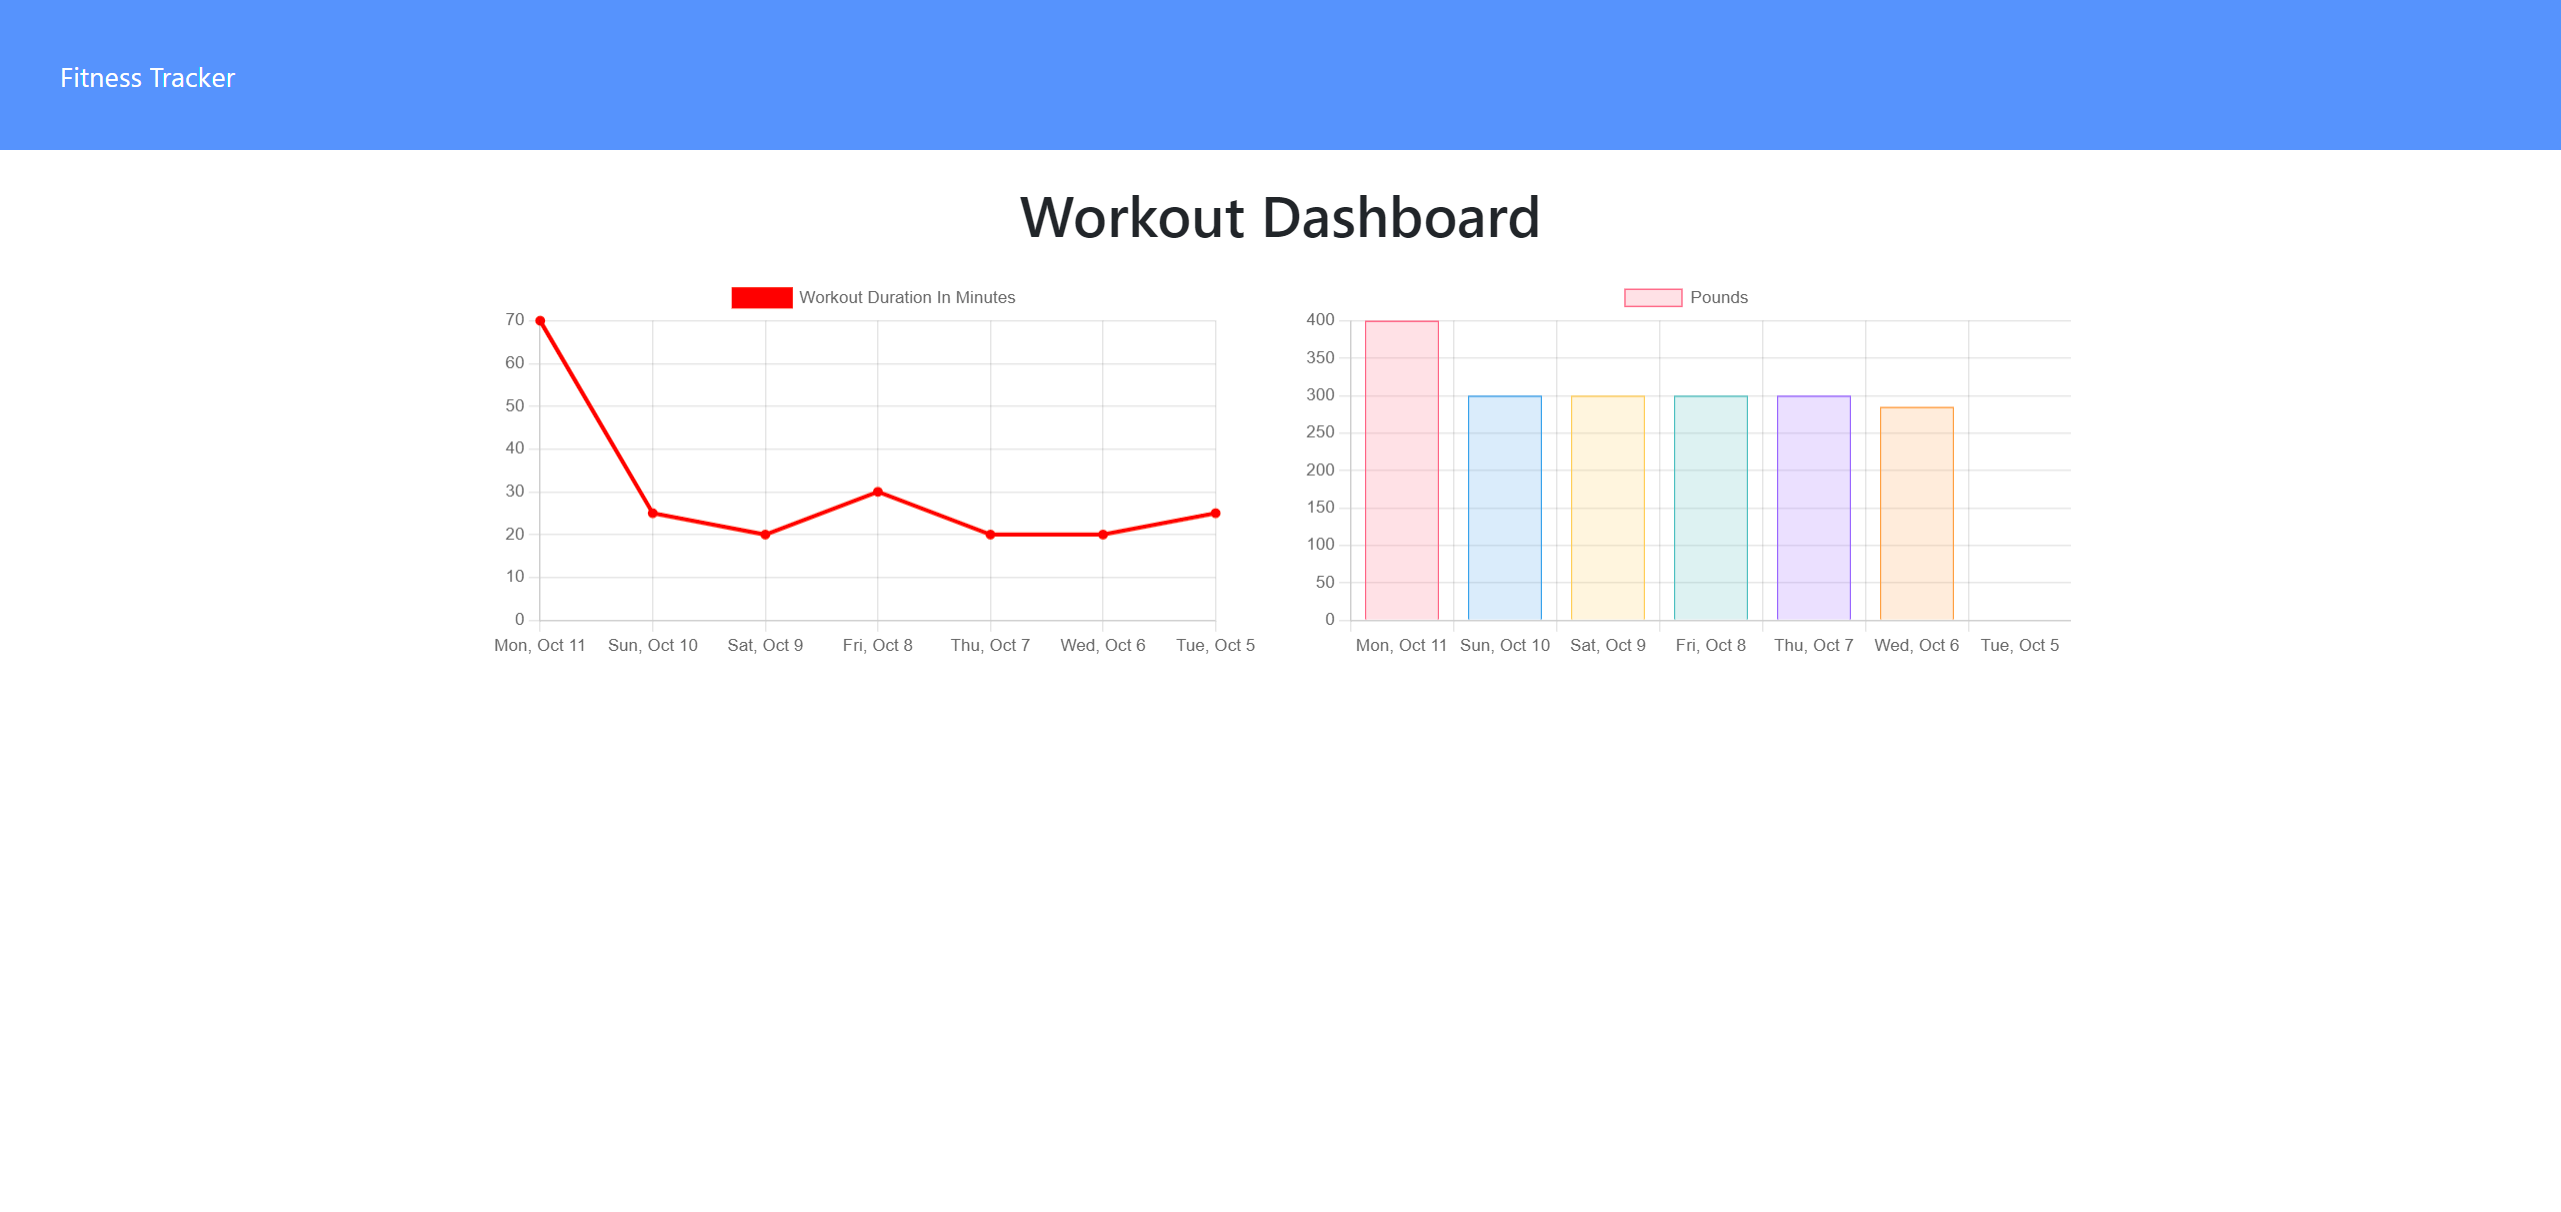 Fitness Tracker
Workout Dashboard
Workout Duration In Minutes
70
60
50
40
30
20
10
0
Mon, Oct 11 Sun, Oct 10 Sat, Oct 9 Fri, Oct 8 Thu, Oct 7 Wed, Oct 6 Tue, Oct 5
Pounds
400
350
300
250
200
150
100
50
0
Mon, Oct 11 Sun, Oct 10 Sat, Oct 9 Fri, Oct 8 Thu, Oct 7 Wed, Oct 6 Tue, Oct 5